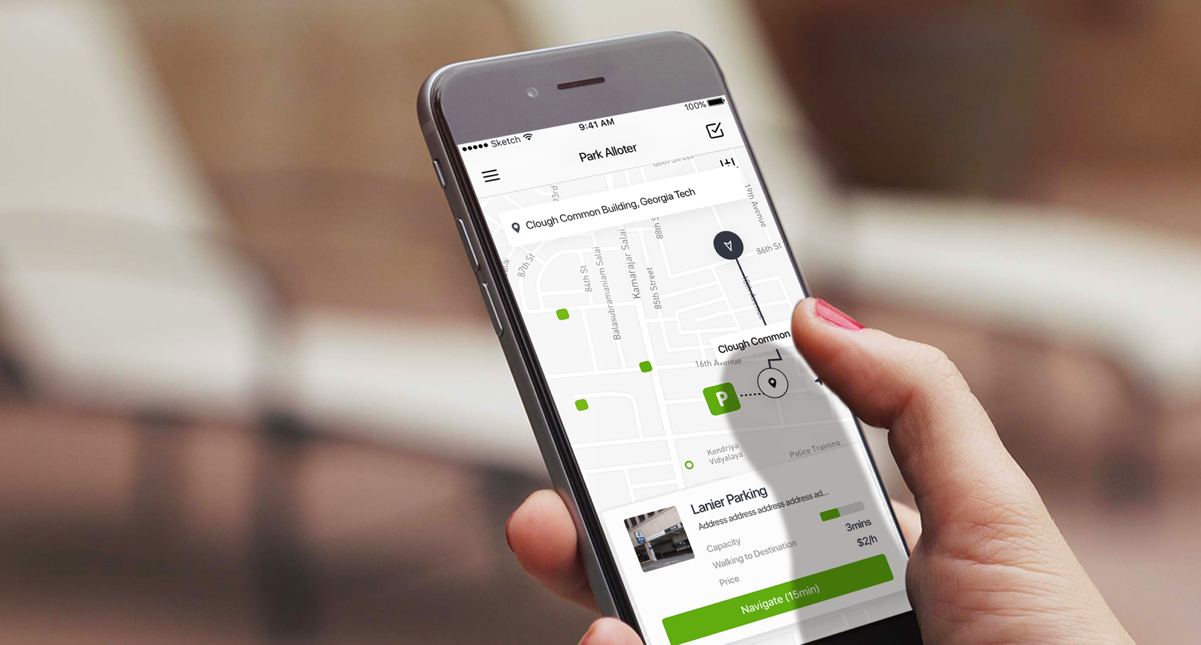 Sketch
9:41 AM
100%
Park Alloter
Clough Common Building, Georgia Tech
19th Avenue
86th St
87th St
84th St
Balasubramaniam Salai
Kamarajar Salai
85th Street
88th S
Clough Common
16th Avenue
P
Kendriya
Vidyalaya
Police Training
Lanier Parking
Address address address address ad...
Capacity
Walking to Destination
3mins
Price
$2/h
Navigate (15min)